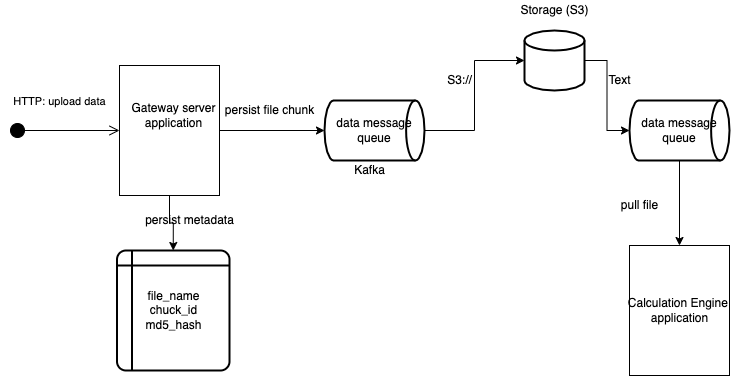 Storage (S3)
HTTP: upload data
Gateway server
application
persist file chunk
data message
queue
Kafka
S3://
Text
data message
queue
persist metadata
pull file
file_name
chuck_id
md5_hash
Calculation Engine
application